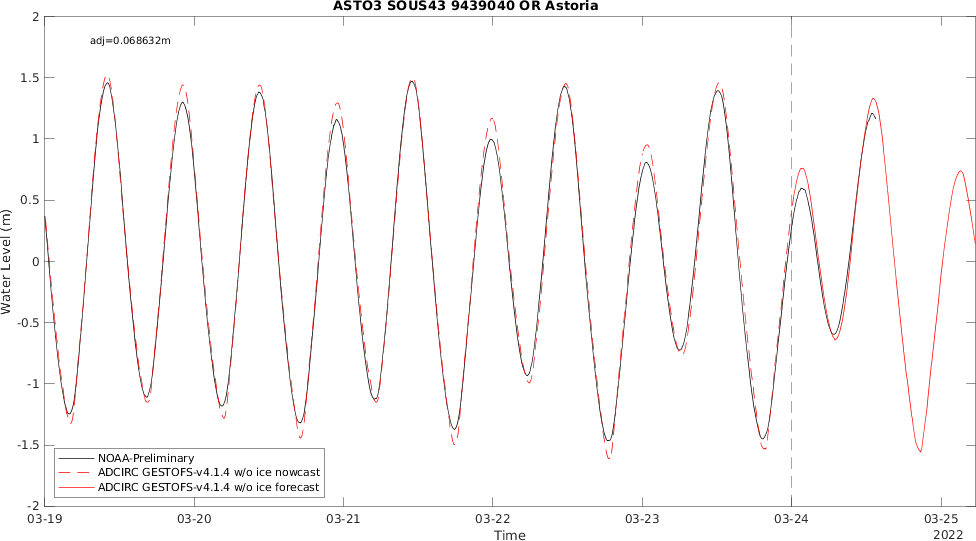 ASTO3 SOUS43 9439040 OR Astoria
adj=0.068632m
2
1.5
1
0.5
0
-0.5
-1
-1.5
-2
Water Level (m)
NOAA-Preliminary
ADCIRC GESTOFS-v4.1.4 w/o ice nowcast
ADCIRC GESTOFS-v4.1.4 w/o ice forecast
03-19 03-20 03-21 03-22 03-23 03-24 03-25
Time
2022